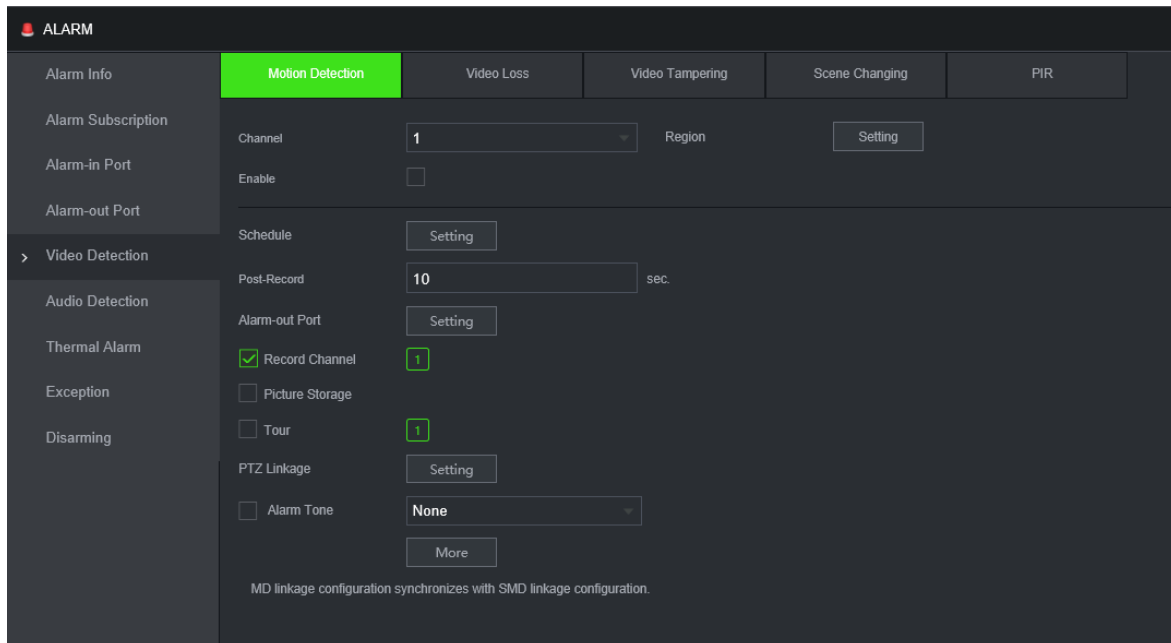 ALARM
Alarm Info
Alarm Subscription
Alarm-in Port
Alarm-out Port
Video Detection
Audio Detection
Thermal Alarm
Exception
Disarming
Motion Detection Video Loss Video Tampering Scene Changing PIR
Channel 1 Region Setting
Enable
Schedule Setting
Post-Record 10 sec.
Alarm-out Port Setting
Record Channel 1
Picture Storage
Tour 1
PTZ Linkage Setting
Alarm Tone None
More
MD linkage configuration synchronizes with SMD linkage configuration.